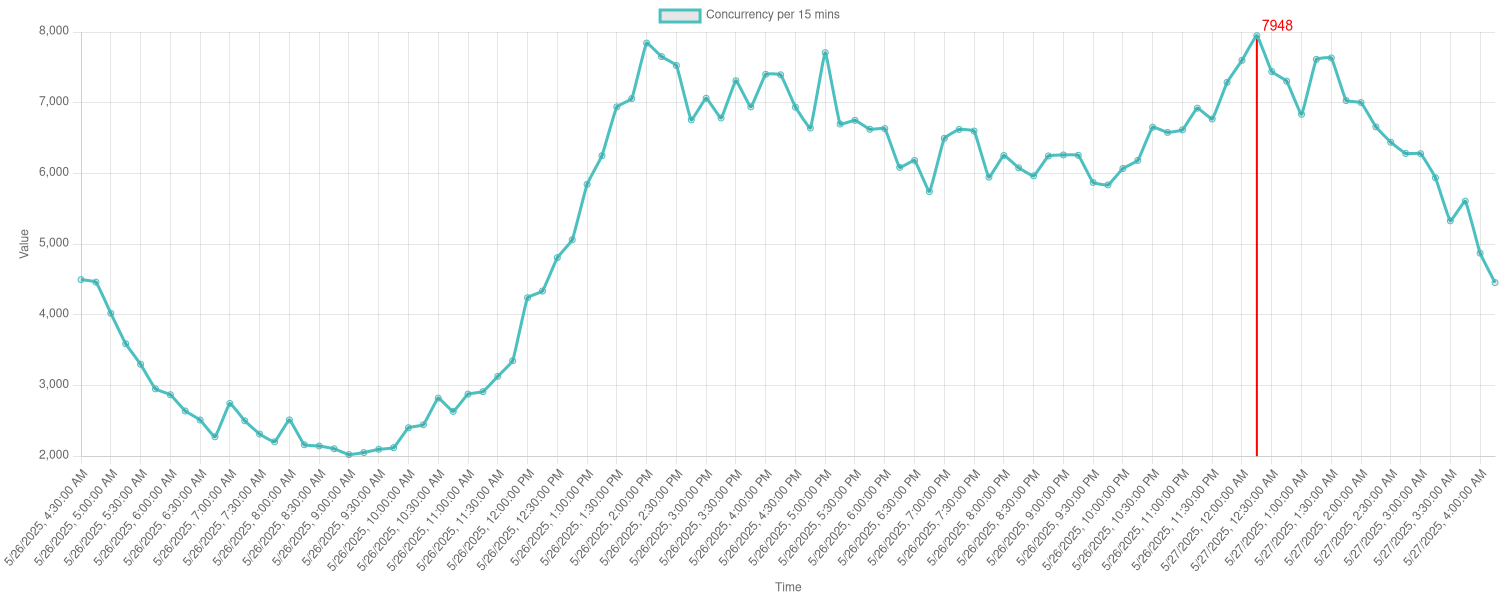 Concurrency per 15 mins
7948
8,000
7,000
6,000
5,000
4,000
3,000
2,000
Value
5/26/2025, 4:30:00 AM
5/26/2025, 5:00:00 AM
5/26/2025, 5:30:00 AM
5/26/2025, 6:00:00 AM
5/26/2025, 6:30:00 AM
5/26/2025, 7:00:00 AM
5/26/2025, 7:30:00 AM
5/26/2025, 8:00:00 AM
5/26/2025, 8:30:00 AM
5/26/2025, 9:00:00 AM
5/26/2025, 9:30:00 AM
5/26/2025, 10:00:00 AM
5/26/2025, 10:30:00 AM
5/26/2025, 11:00:00 AM
5/26/2025, 11:30:00 AM
5/26/2025, 12:00:00 PM
5/26/2025, 12:30:00 PM
5/26/2025, 1:00:00 PM
5/26/2025, 1:30:00 PM
5/26/2025, 2:00:00 PM
5/26/2025, 2:30:00 PM
5/26/2025, 3:00:00 PM
5/26/2025, 3:30:00 PM
5/26/2025, 4:00:00 PM
5/26/2025, 4:30:00 PM
5/26/2025, 5:00:00 PM
5/26/2025, 5:30:00 PM
5/26/2025, 6:00:00 PM
5/26/2025, 6:30:00 PM
5/26/2025, 7:00:00 PM
5/26/2025, 7:30:00 PM
5/26/2025, 8:00:00 PM
5/26/2025, 8:30:00 PM
5/26/2025, 9:00:00 PM
5/26/2025, 9:30:00 PM
5/26/2025, 10:00:00 PM
5/26/2025, 10:30:00 PM
5/26/2025, 11:00:00 PM
5/26/2025, 11:30:00 PM
5/27/2025, 12:00:00 AM
5/27/2025, 12:30:00 AM
5/27/2025, 1:00:00 AM
5/27/2025, 1:30:00 AM
5/27/2025, 2:00:00 AM
5/27/2025, 2:30:00 AM
5/27/2025, 3:00:00 AM
5/27/2025, 3:30:00 AM
5/27/2025, 4:00:00 AM
Time